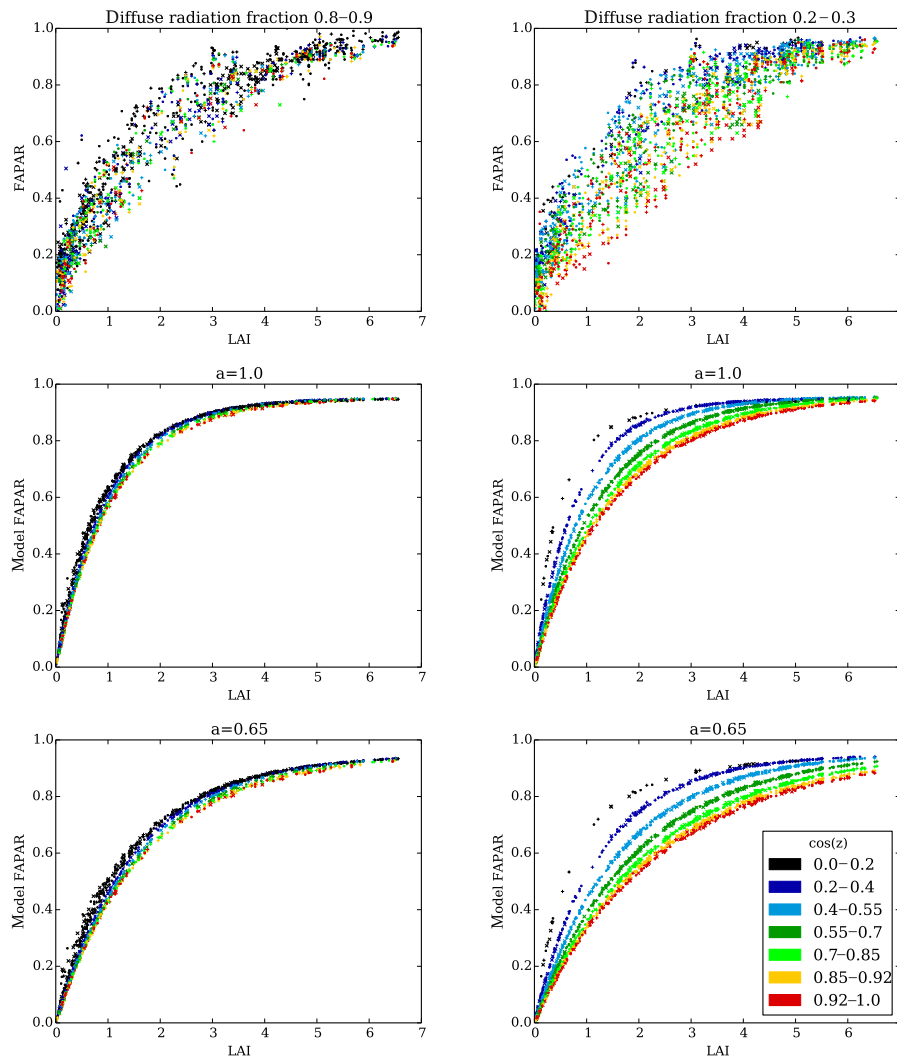 Diffuse radiation fraction 0.8–0.9
1.0
0.8
0.6
0.4
0.2
0.0
FAPAR
0 1 2 3 4 5 6 7
LAI
Diffuse radiation fraction 0.2–0.3
1.0
0.8
0.6
0.4
0.2
0.0
FAPAR
0 1 2 3 4 5 6
LAI
a=1.0
1.0
0.8
0.6
0.4
0.2
0.0
Model FAPAR
0 1 2 3 4 5 6 7
LAI
a=1.0
1.0
0.8
0.6
0.4
0.2
0.0
Model FAPAR
0 1 2 3 4 5 6
LAI
a=0.65
1.0
0.8
0.6
0.4
0.2
0.0
Model FAPAR
0 1 2 3 4 5 6 7
LAI
a=0.65
1.0
0.8
0.6
0.4
0.2
0.0
Model FAPAR
0 1 2 3 4 5 6
LAI
cos(z)
0.0–0.2
0.2–0.4
0.4–0.55
0.55–0.7
0.7–0.85
0.85–0.92
0.92–1.0